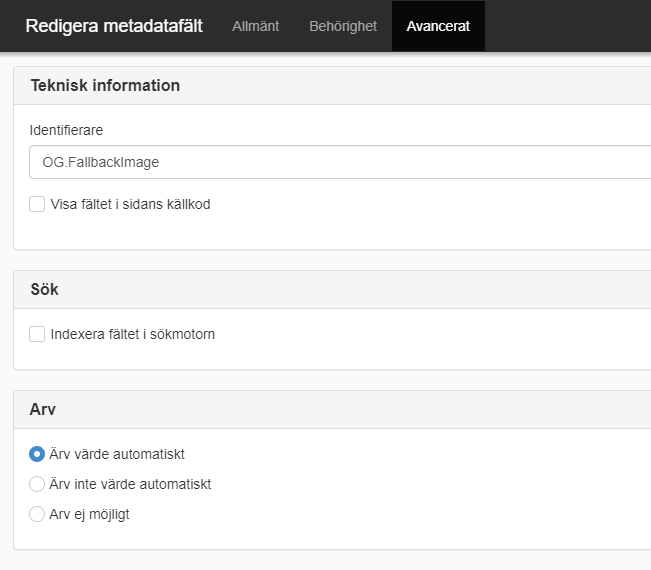 Redigera metadatafält Allmänt Behörighet Avancerat
Teknisk information
Identifierare
OG.FallbackImage
Visa fältet i sidans källkod
Sök
Indexera fältet i sökmotorn
Arv
Ärv värde automatiskt
Ärv inte värde automatiskt
Arv ej möjligt